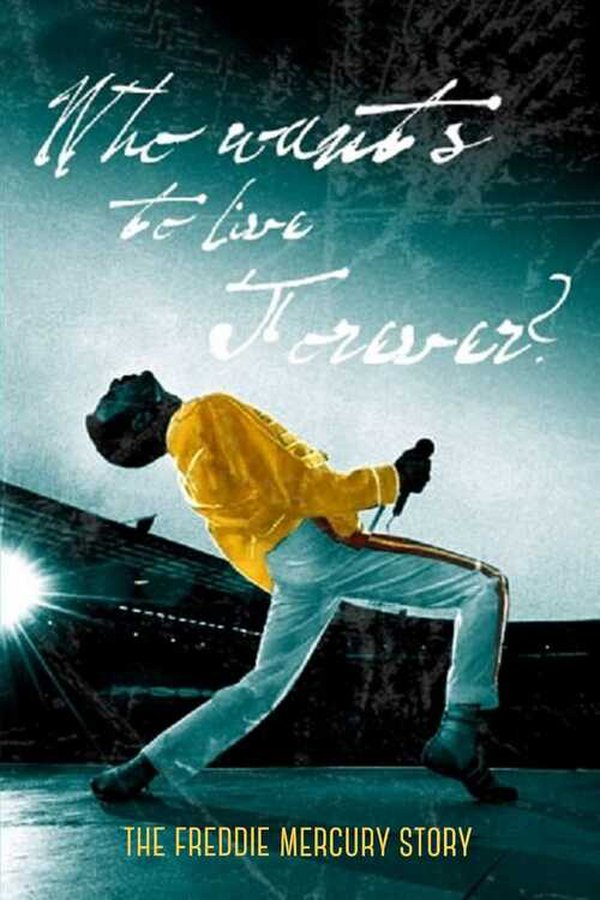 Who wants
to live
Forever?
THE FREDDIE MERCURY STORY